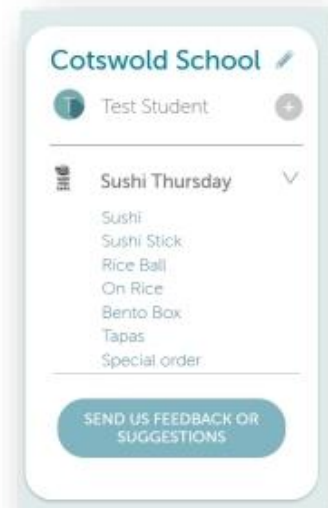 Cotswold School
T Test Student
Sushi Thursday
Sushi
Sushi Stick
Rice Ball
On Rice
Bento Box
Tapas
Special order
SEND US FEEDBACK OR
SUGGESTIONS